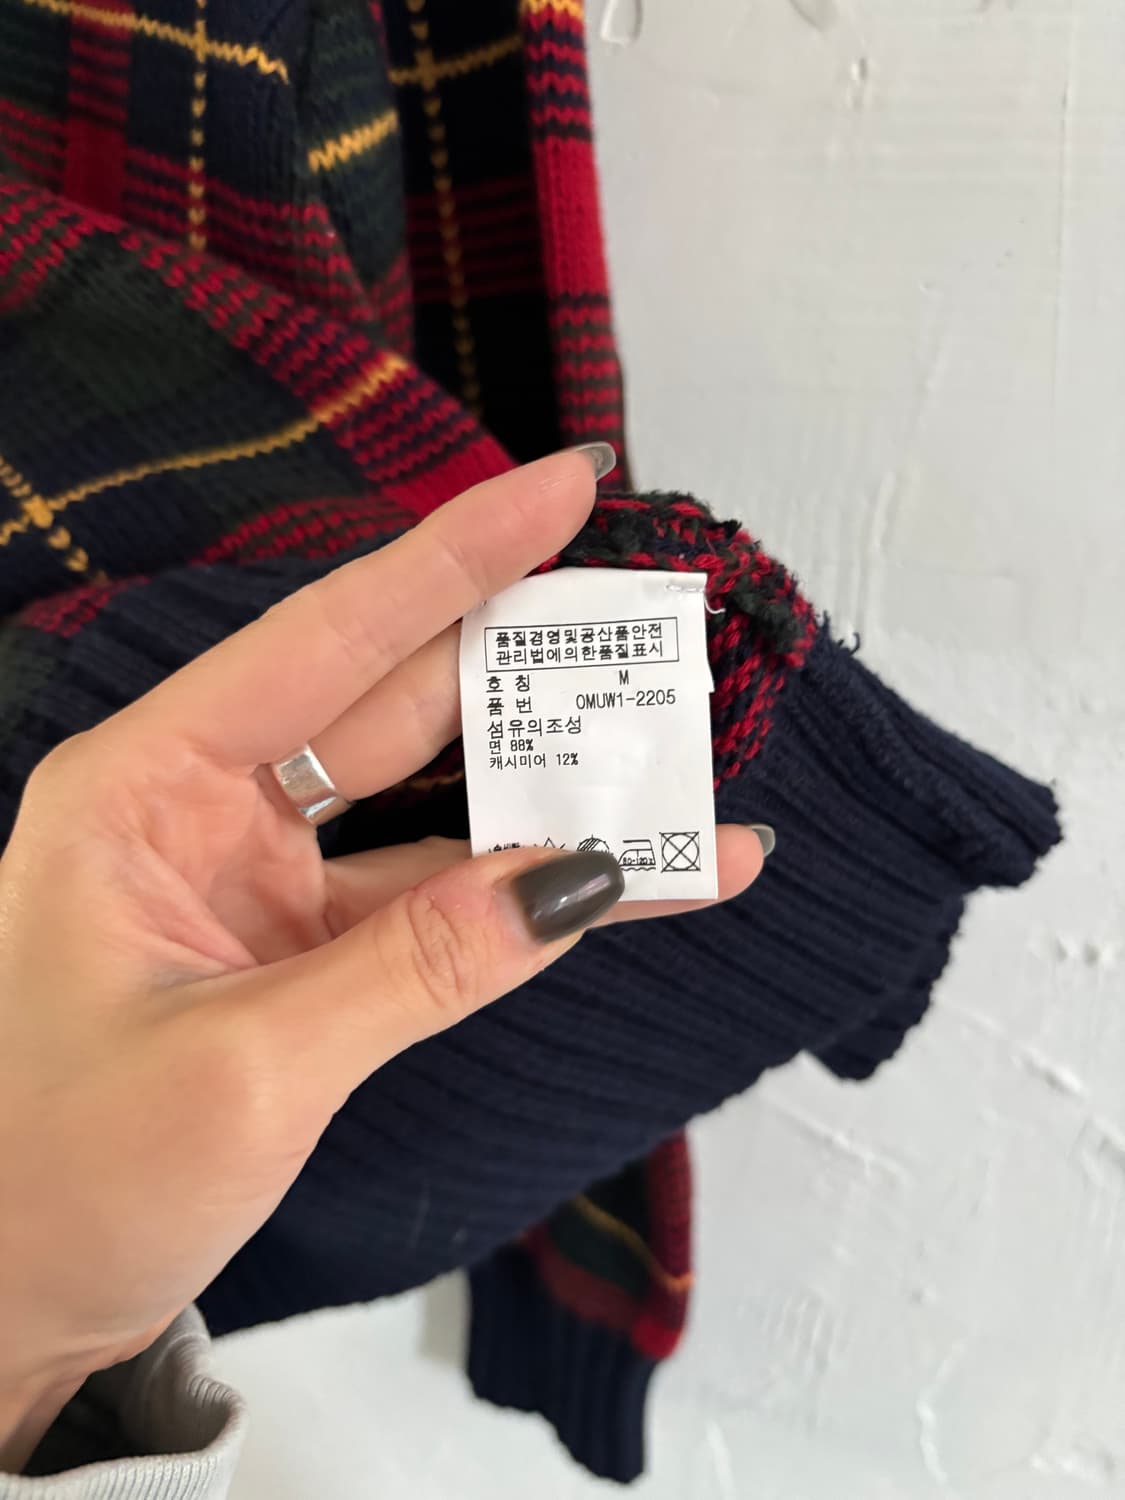 품질경영및공산품안전
관리법에의한품질표시
호 칭 M
품 번 OMUW1-2205
섬유의조성
면 88%
캐시미어 12%
80-120℃